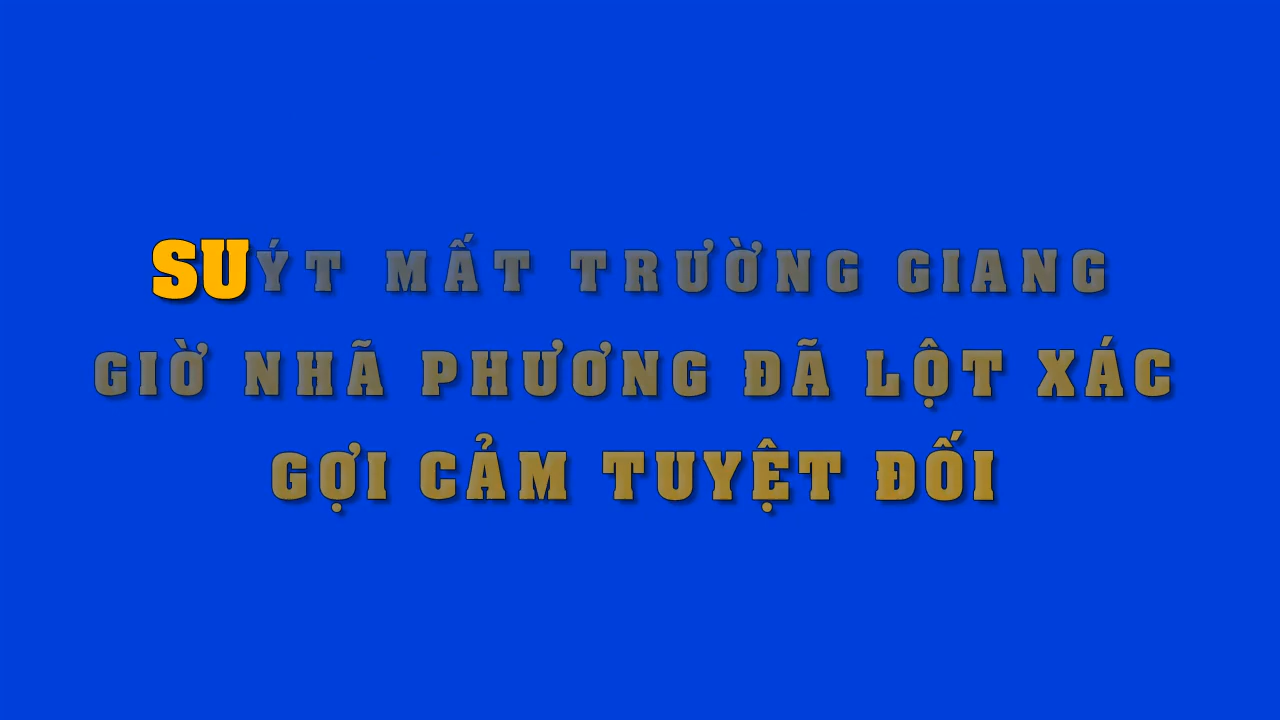 SUÝT MẤT TRƯỜNG GIANG
GIỜ NHÃ PHƯƠNG ĐÃ LỘT XÁC
GỢI CẢM TUYỆT ĐỐI